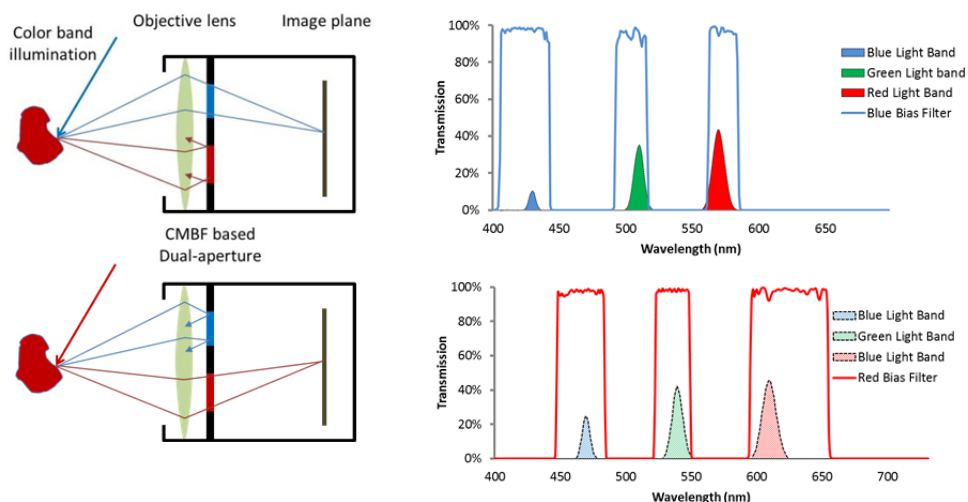 Color band
illumination
Objective lens
Image plane
CMBF based
Dual-aperture
Transmission
100%
80%
60%
40%
20%
0%
400
450
500
550
600
650
Wavelength (nm)
Blue Light Band
Green Light band
Red Light Band
Blue Bias Filter
Transmission
100%
80%
60%
40%
20%
0%
400
450
500
550
600
650
700
Wavelength (nm)
Blue Light Band
Green Light Band
Blue Light Band
Red Bias Filter